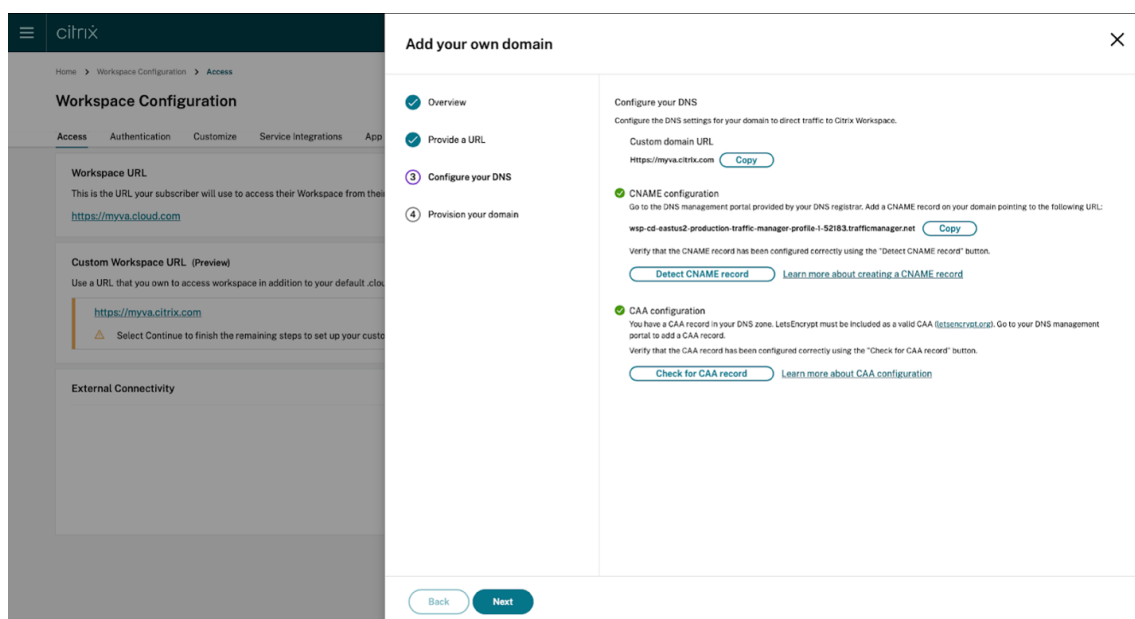 citrix
Add your own domain
Home > Workspace Configuration > Access
Workspace Configuration
Access Authentication Customize Service Integrations App
Workspace URL
This is the URL your subscriber will use to access their Workspace from thei
https://myva.cloud.com
Custom Workspace URL (Preview)
Use a URL that you own to access workspace in addition to your default .clou
https://myva.citrix.com
Select Continue to finish the remaining steps to set up your custo
External Connectivity
Overview
Provide a URL
3 Configure your DNS
4 Provision your domain
Configure your DNS
Configure the DNS settings for your domain to direct traffic to Citrix Workspace.
Custom domain URL
Https://myva.citrix.com Copy
CNAME configuration
Go to the DNS management portal provided by your DNS registrar. Add a CNAME record on your domain pointing to the following URL:
wsp-cd-eastus2-production-traffic-manager-profile-1-52183.trafficmanager.net Copy
Verify that the CNAME record has been configured correctly using the "Detect CNAME record" button.
Detect CNAME record Learn more about creating a CNAME record
CAA configuration
You have a CAA record in your DNS zone. LetsEncrypt must be included as a valid CAA (letsencrypt.org). Go to your DNS management
portal to add a CAA record.
Verify that the CAA record has been configured correctly using the "Check for CAA record" button.
Check for CAA record Learn more about CAA configuration
Back Next